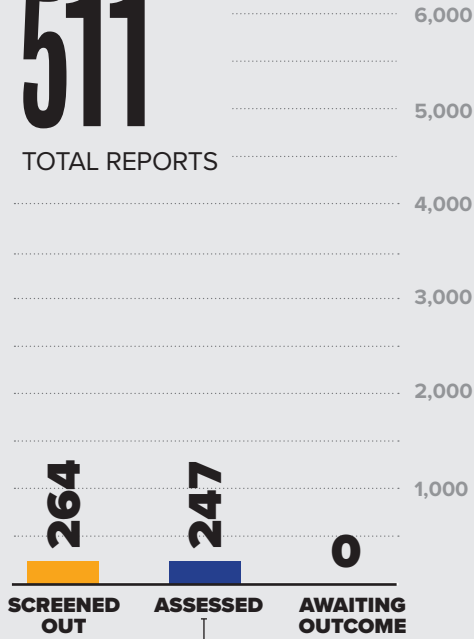 511
TOTAL REPORTS
6,000
5,000
4,000
3,000
2,000
1,000
264
247
0
SCREENED
OUT
ASSESSED
AWAITING
OUTCOME